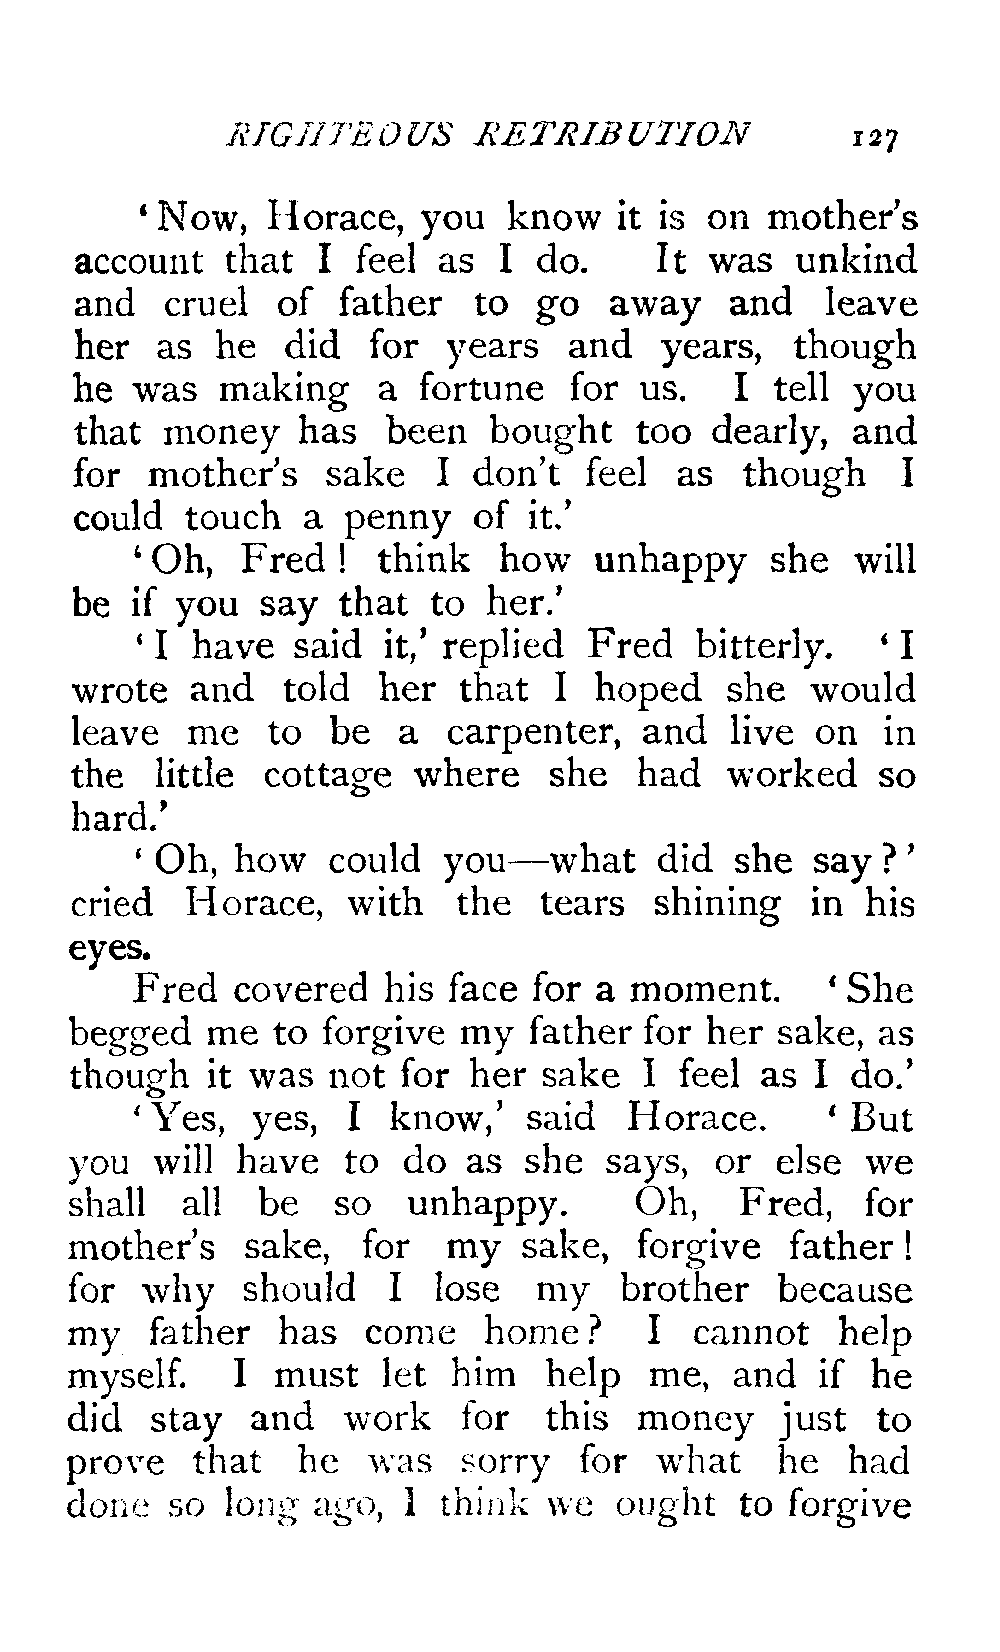 RIGHTEOUS RETRIBUTION 127
‘Now, Horace, you know it is on mother’s
account that I feel as I do. It was unkind
and cruel of father to go away and leave
her as he did for years and years, though
he was making a fortune for us. I tell you
that money has been bought too dearly, and
for mother’s sake I don’t feel as though I
could touch a penny of it.’
‘Oh, Fred! think how unhappy she will
be if you say that to her.’
‘I have said it,’ replied Fred bitterly. ‘I
wrote and told her that I hoped she would
leave me to be a carpenter, and live on in
the little cottage where she had worked so
hard.’
‘Oh, how could you—what did she say?’
cried Horace, with the tears shining in his
eyes.
Fred covered his face for a moment. ‘She
begged me to forgive my father for her sake, as
though it was not for her sake I feel as I do.’
‘Yes, yes, I know,’ said Horace. ‘But
you will have to do as she says, or else we
shall all be so unhappy. Oh, Fred, for
mother’s sake, for my sake, forgive father!
for why should I lose my brother because
my father has come home? I cannot help
myself. I must let him help me, and if he
did stay and work for this money just to
prove that he was sorry for what he had
done so long ago, I think we ought to forgive